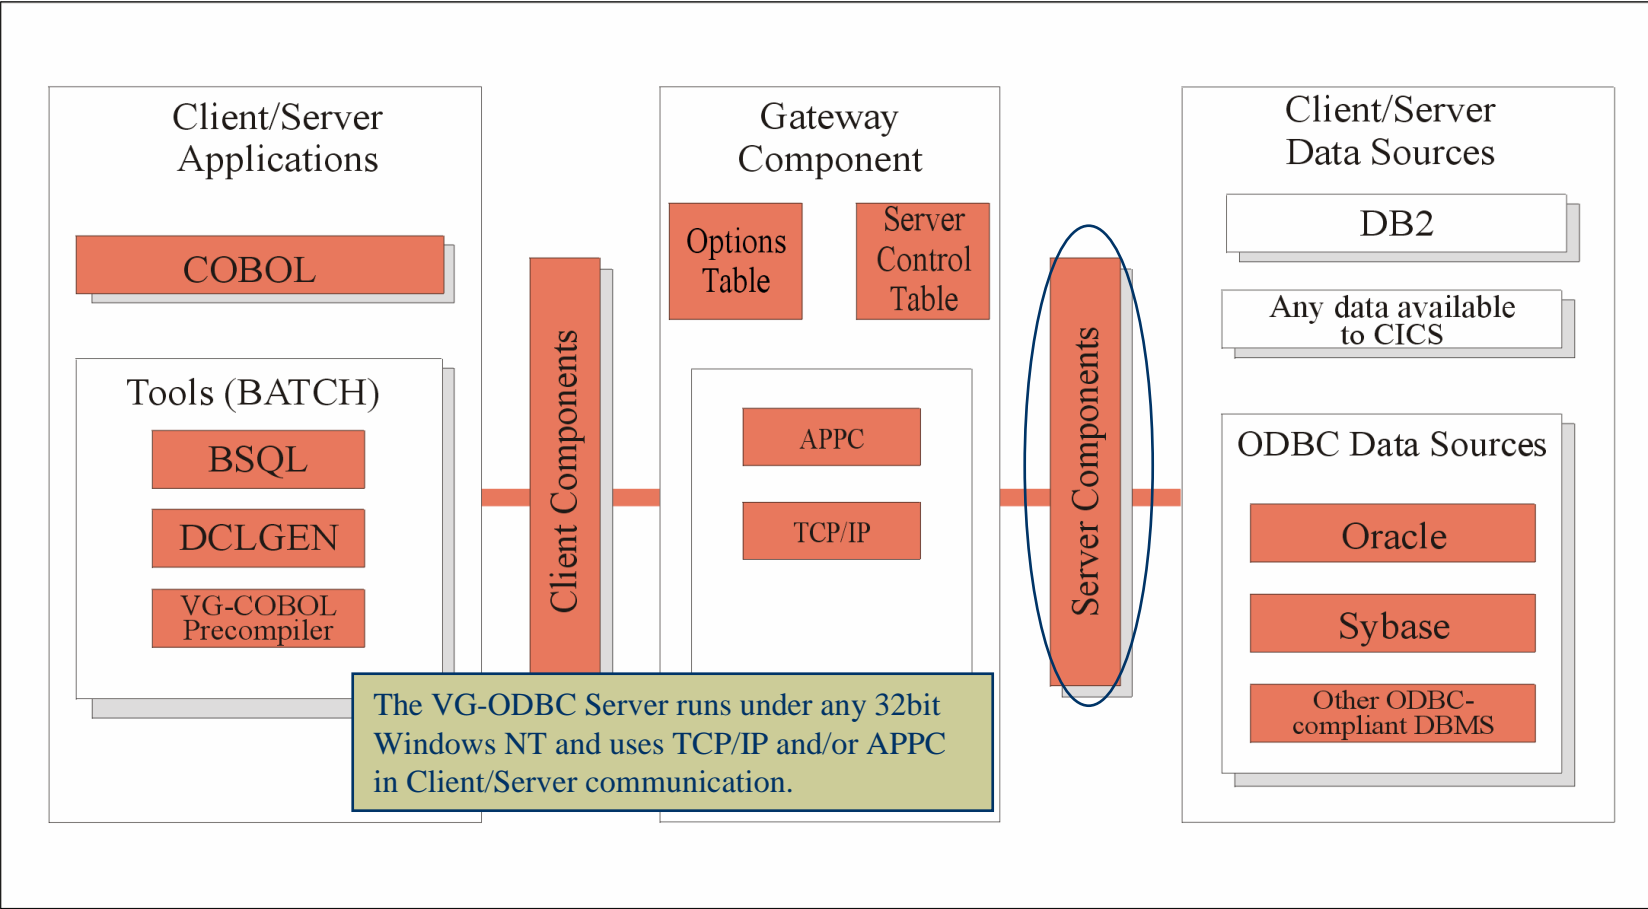 Client/Server
Applications
COBOL
Tools (BATCH)
BSQL
DCLGEN
VG-COBOL
Precompiler
Client Components
Gateway
Component
Options
Table
Server
Control
Table
APPC
TCP/IP
The VG-ODBC Server runs under any 32bit
Windows NT and uses TCP/IP and/or APPC
in Client/Server communication.
Server Components
Client/Server
Data Sources
DB2
Any data available
to CICS
ODBC Data Sources
Oracle
Sybase
Other ODBC-
compliant DBMS